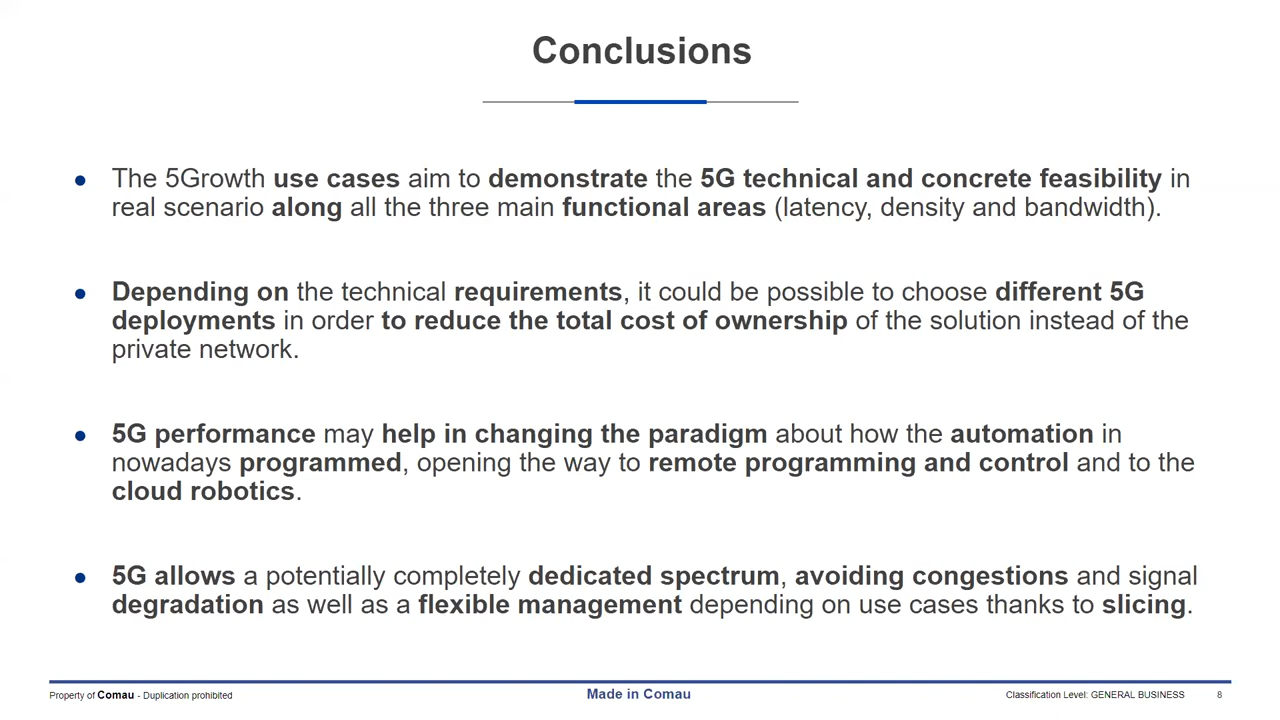 Conclusions
● The 5Growth use cases aim to demonstrate the 5G technical and concrete feasibility in
real scenario along all the three main functional areas (latency, density and bandwidth).
● Depending on the technical requirements, it could be possible to choose different 5G
deployments in order to reduce the total cost of ownership of the solution instead of the
private network.
● 5G performance may help in changing the paradigm about how the automation in
nowadays programmed, opening the way to remote programming and control and to the
cloud robotics.
● 5G allows a potentially completely dedicated spectrum, avoiding congestions and signal
degradation as well as a flexible management depending on use cases thanks to slicing.
Property of Comau - Duplication prohibited
Made in Comau
Classification Level: GENERAL BUSINESS
8